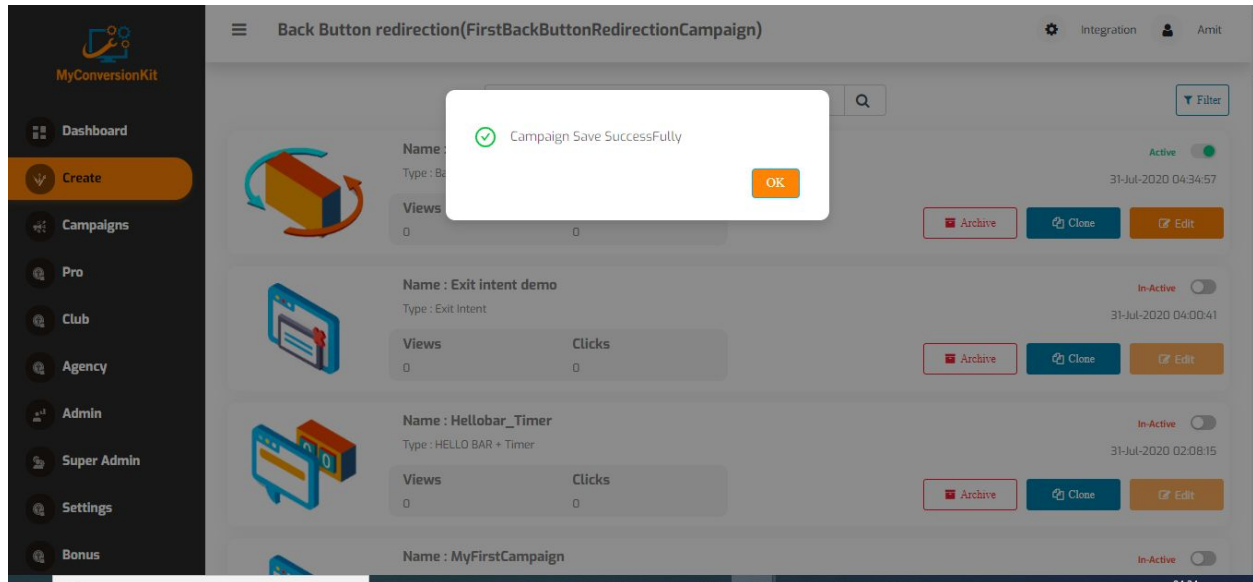 Back Button redirection(FirstBackButtonRedirectionCampaign)
Integration
Amit
MyConversionKit
Dashboard
Create
Campaigns
Pro
Club
Agency
Admin
Super Admin
Settings
Bonus
Filter
Campaign Save SuccessFully
OK
Name :
Type : Ba
Active
31-Jul-2020 04:34:57
Views
0
0
Archive
Clone
Edit
Name : Exit intent demo
Type : Exit Intent
In-Active
31-Jul-2020 04:00:41
Views Clicks
0 0
Archive
Clone
Edit
Name : Hellobar_Timer
Type : HELLO BAR + Timer
In-Active
31-Jul-2020 02:08:15
Views Clicks
0 0
Archive
Clone
Edit
Name : MyFirstCampaign
In-Active